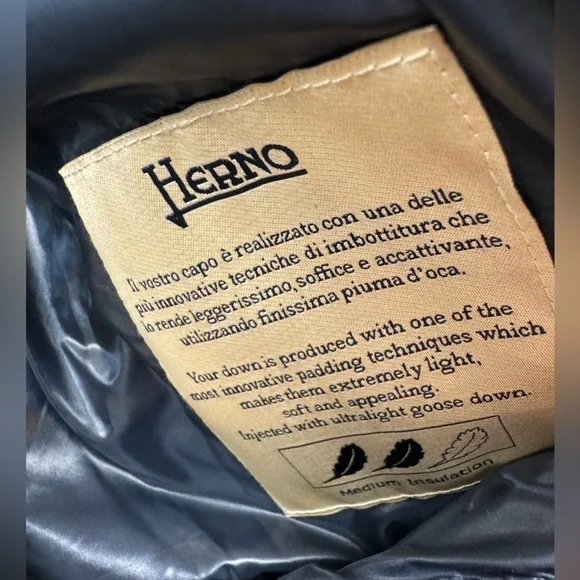 HERNO
Il vostro capo è realizzato con una delle
più innovative tecniche di imbottitura che
lo rende leggerissimo, soffice e accattivante,
utilizzando finissima piuma d'oca.
Your down is produced with one of the
most innovative padding techniques which
makes them extremely light,
soft and appealing.
Injected with ultralight goose down.
Medium Insulation